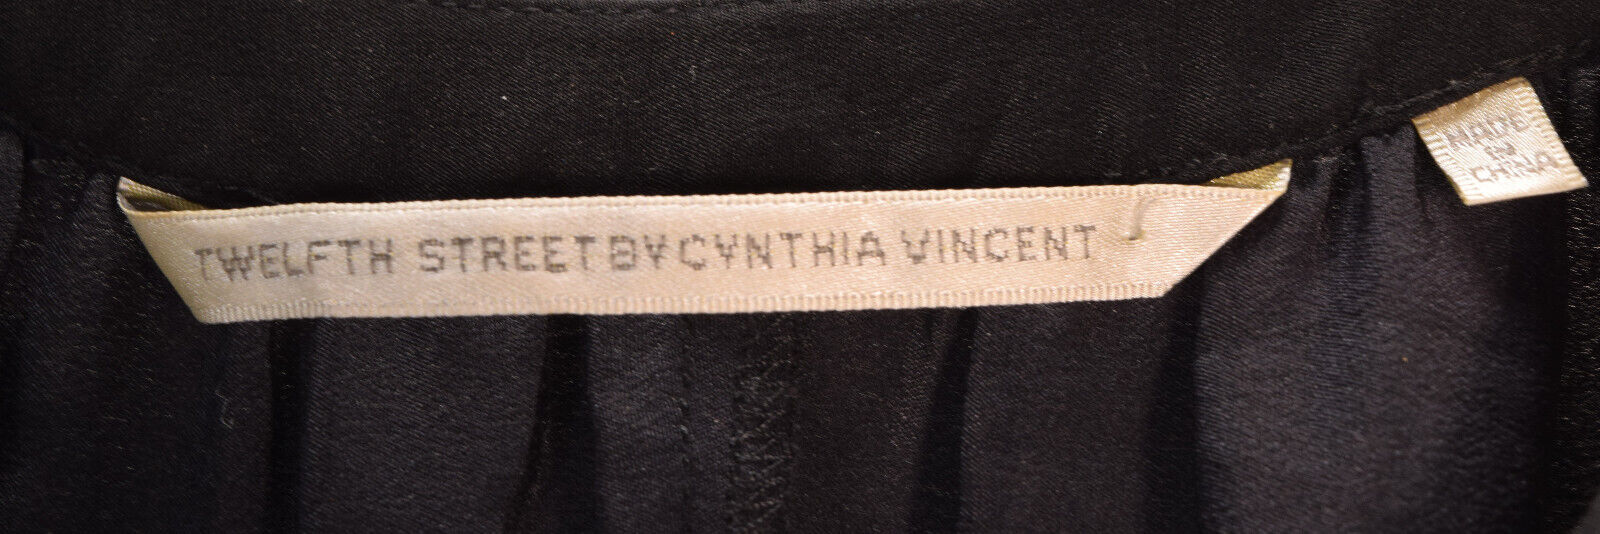 TWELFTH STREET BY CYNTHIA VINCENT
MADE
IN
CHINA